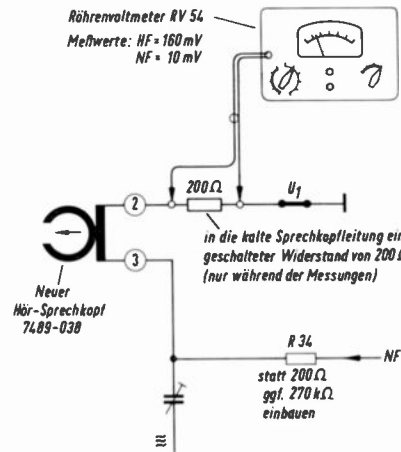 Röhrenvoltmeter RV 54
Meßwerte: HF = 160 mV
NF = 10 mV
200 Ω
U1
2
in die kalte Sprechkopfleitung ein
geschalteter Widerstand von 200 Ω
(nur während der Messungen)
3
Neuer
Hör-Sprechkopf
7489-038
R 34
NF
statt 200 Ω
ggf. 270 kΩ
einbauen